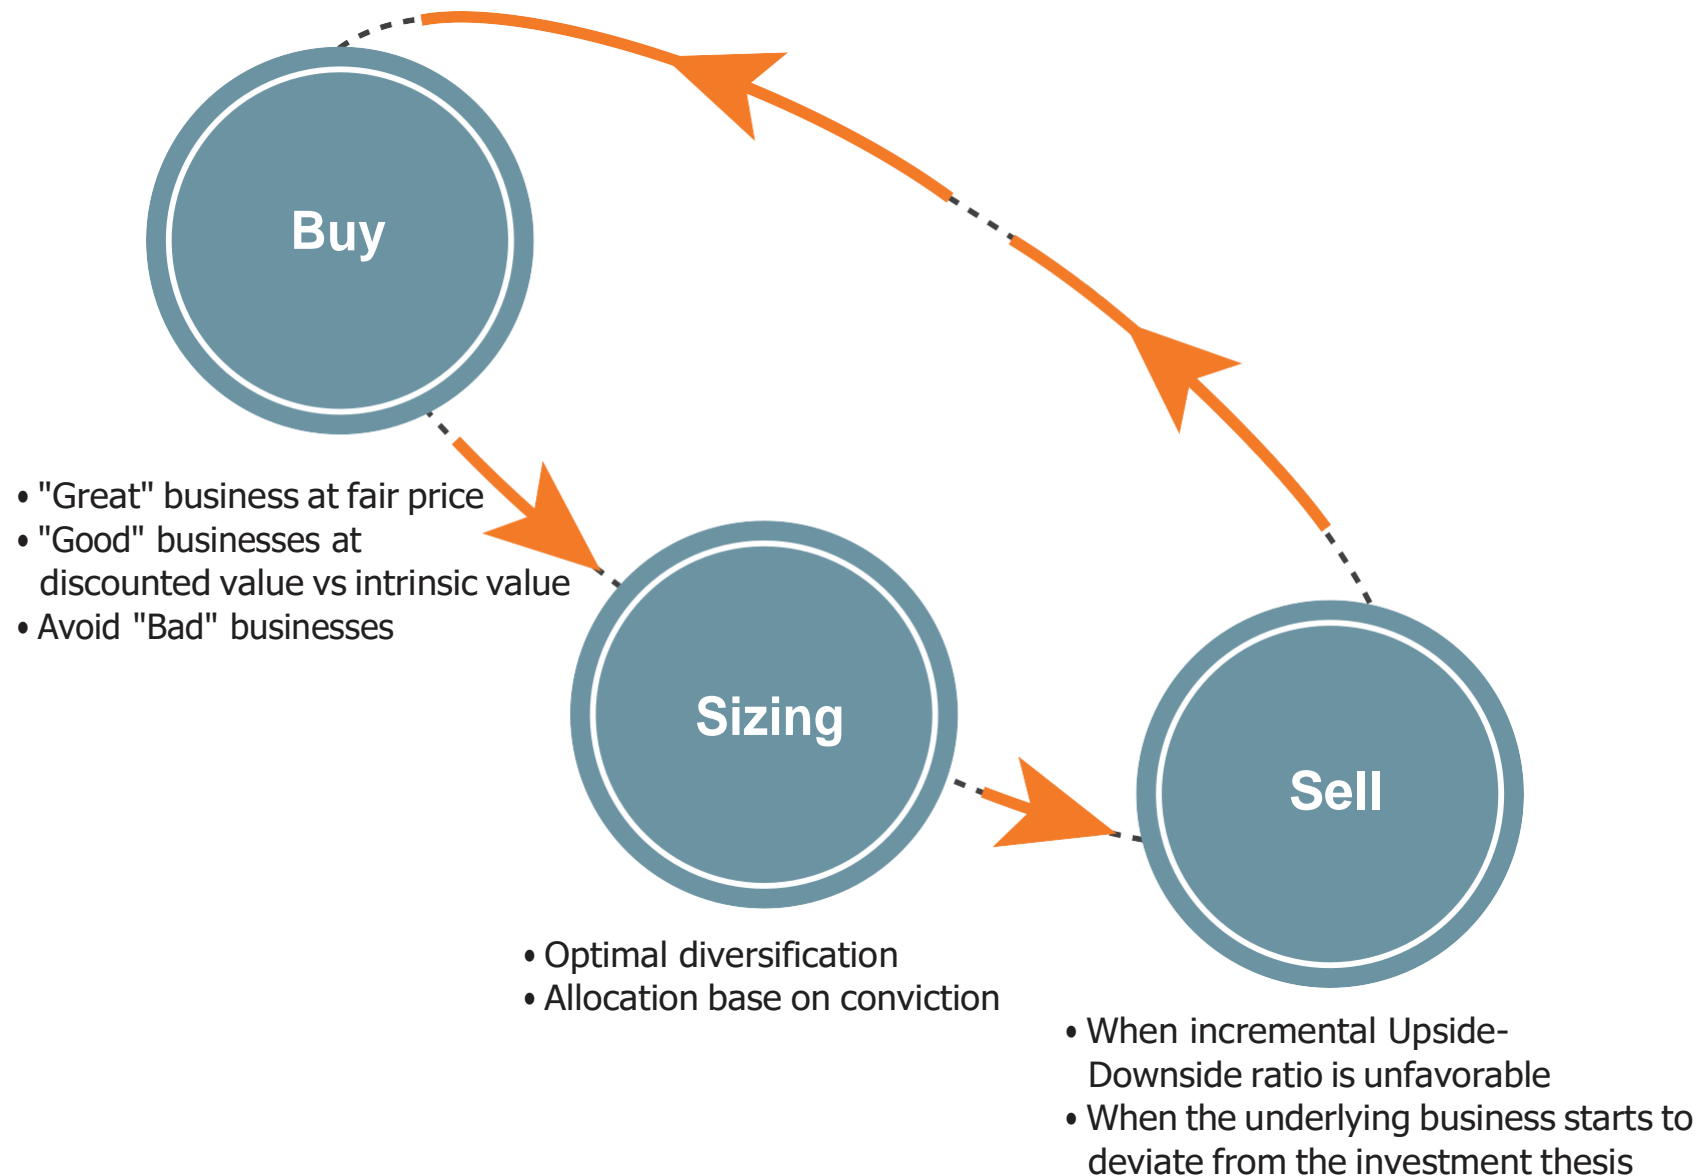 Buy
• "Great" business at fair price
• "Good" businesses at
discounted value vs intrinsic value
• Avoid "Bad" businesses
Sizing
• Optimal diversification
• Allocation base on conviction
Sell
• When incremental Upside-
Downside ratio is unfavorable
• When the underlying business starts to
deviate from the investment thesis